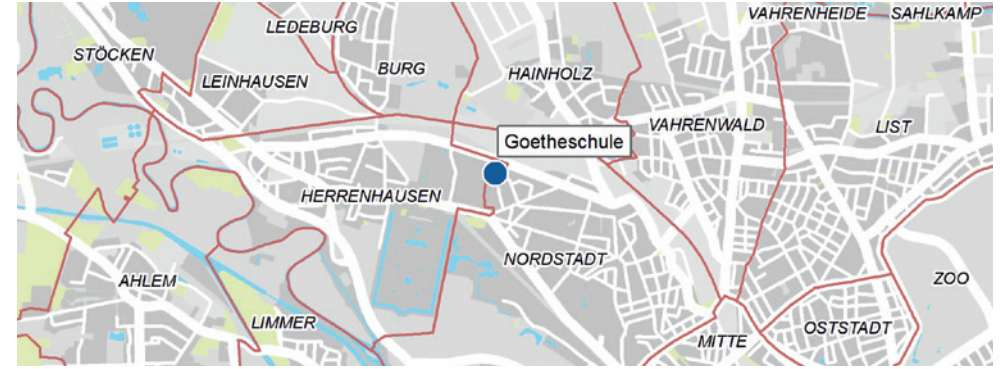 VAHRENHEIDE
SAHLKAMP
LEDEBURG
STÖCKEN
BURG
HAINHOLZ
LEINHAUSEN
VAHRENWALD
LIST
Goetheschule
HERRENHAUSEN
NORDSTADT
AHLEM
ZOO
LIMMER
OSTSTADT
MITTE